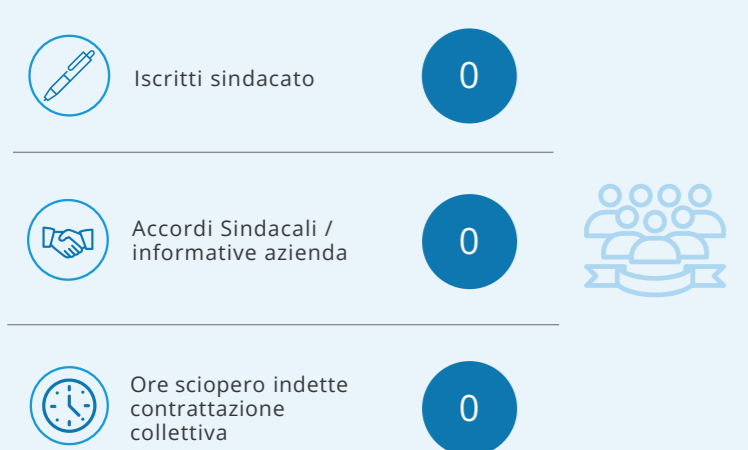 Iscritti sindacato
0
Accordi Sindacali /
informative azienda
0
Ore sciopero indette
contrattazione
collettiva
0